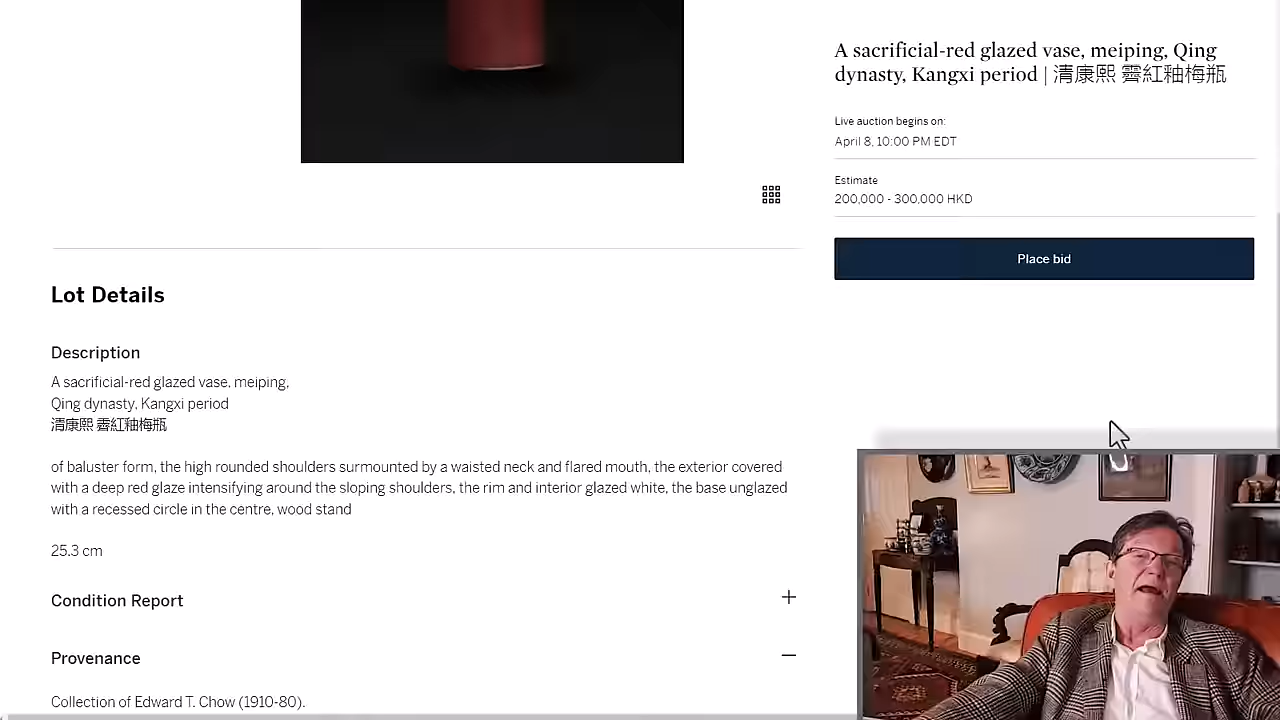 A sacrificial-red glazed vase, meiping, Qing
dynasty, Kangxi period | 清康熙 霽紅釉梅瓶
Live auction begins on:
April 8, 10:00 PM EDT
Estimate
200,000 - 300,000 HKD
Place bid
Lot Details
Description
A sacrificial-red glazed vase, meiping,
Qing dynasty, Kangxi period
清康熙 霽紅釉梅瓶
of baluster form, the high rounded shoulders surmounted by a waisted neck and flared mouth, the exterior covered
with a deep red glaze intensifying around the sloping shoulders, the rim and interior glazed white, the base unglazed
with a recessed circle in the centre, wood stand
25.3 cm
Condition Report
Provenance
Collection of Edward T. Chow (1910-80).